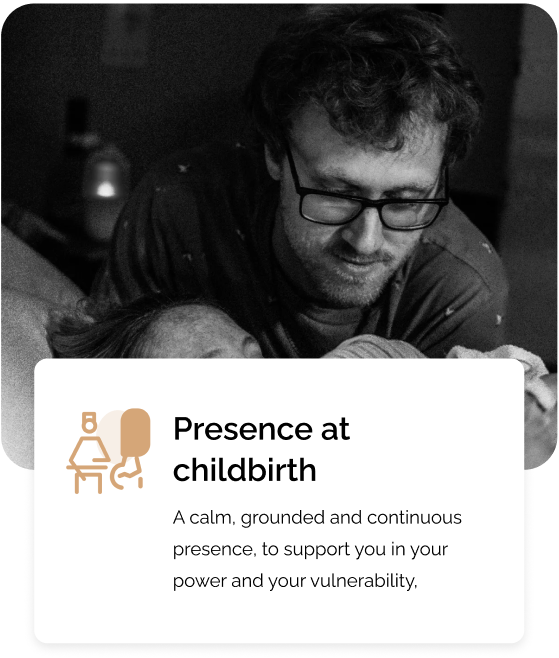 Presence at
childbirth
A calm, grounded and continuous
presence, to support you in your
power and your vulnerability,